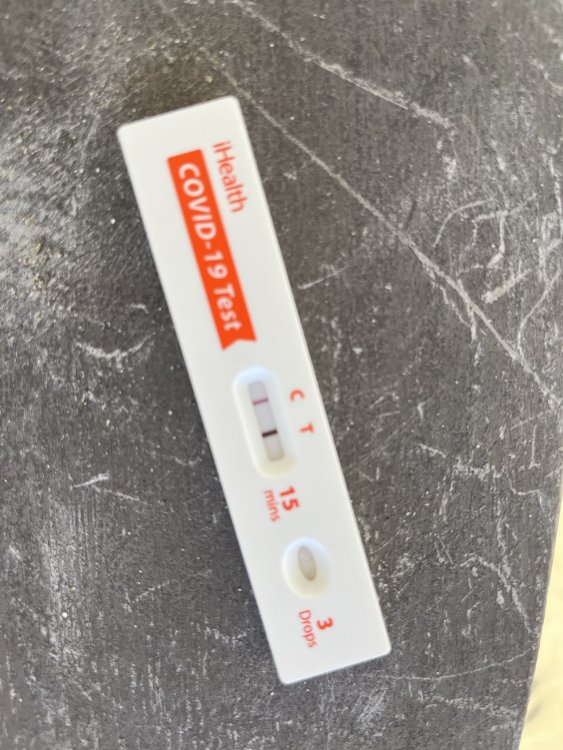 iHealth
COVID-19 Test
C
T
15
mins
3
Drops